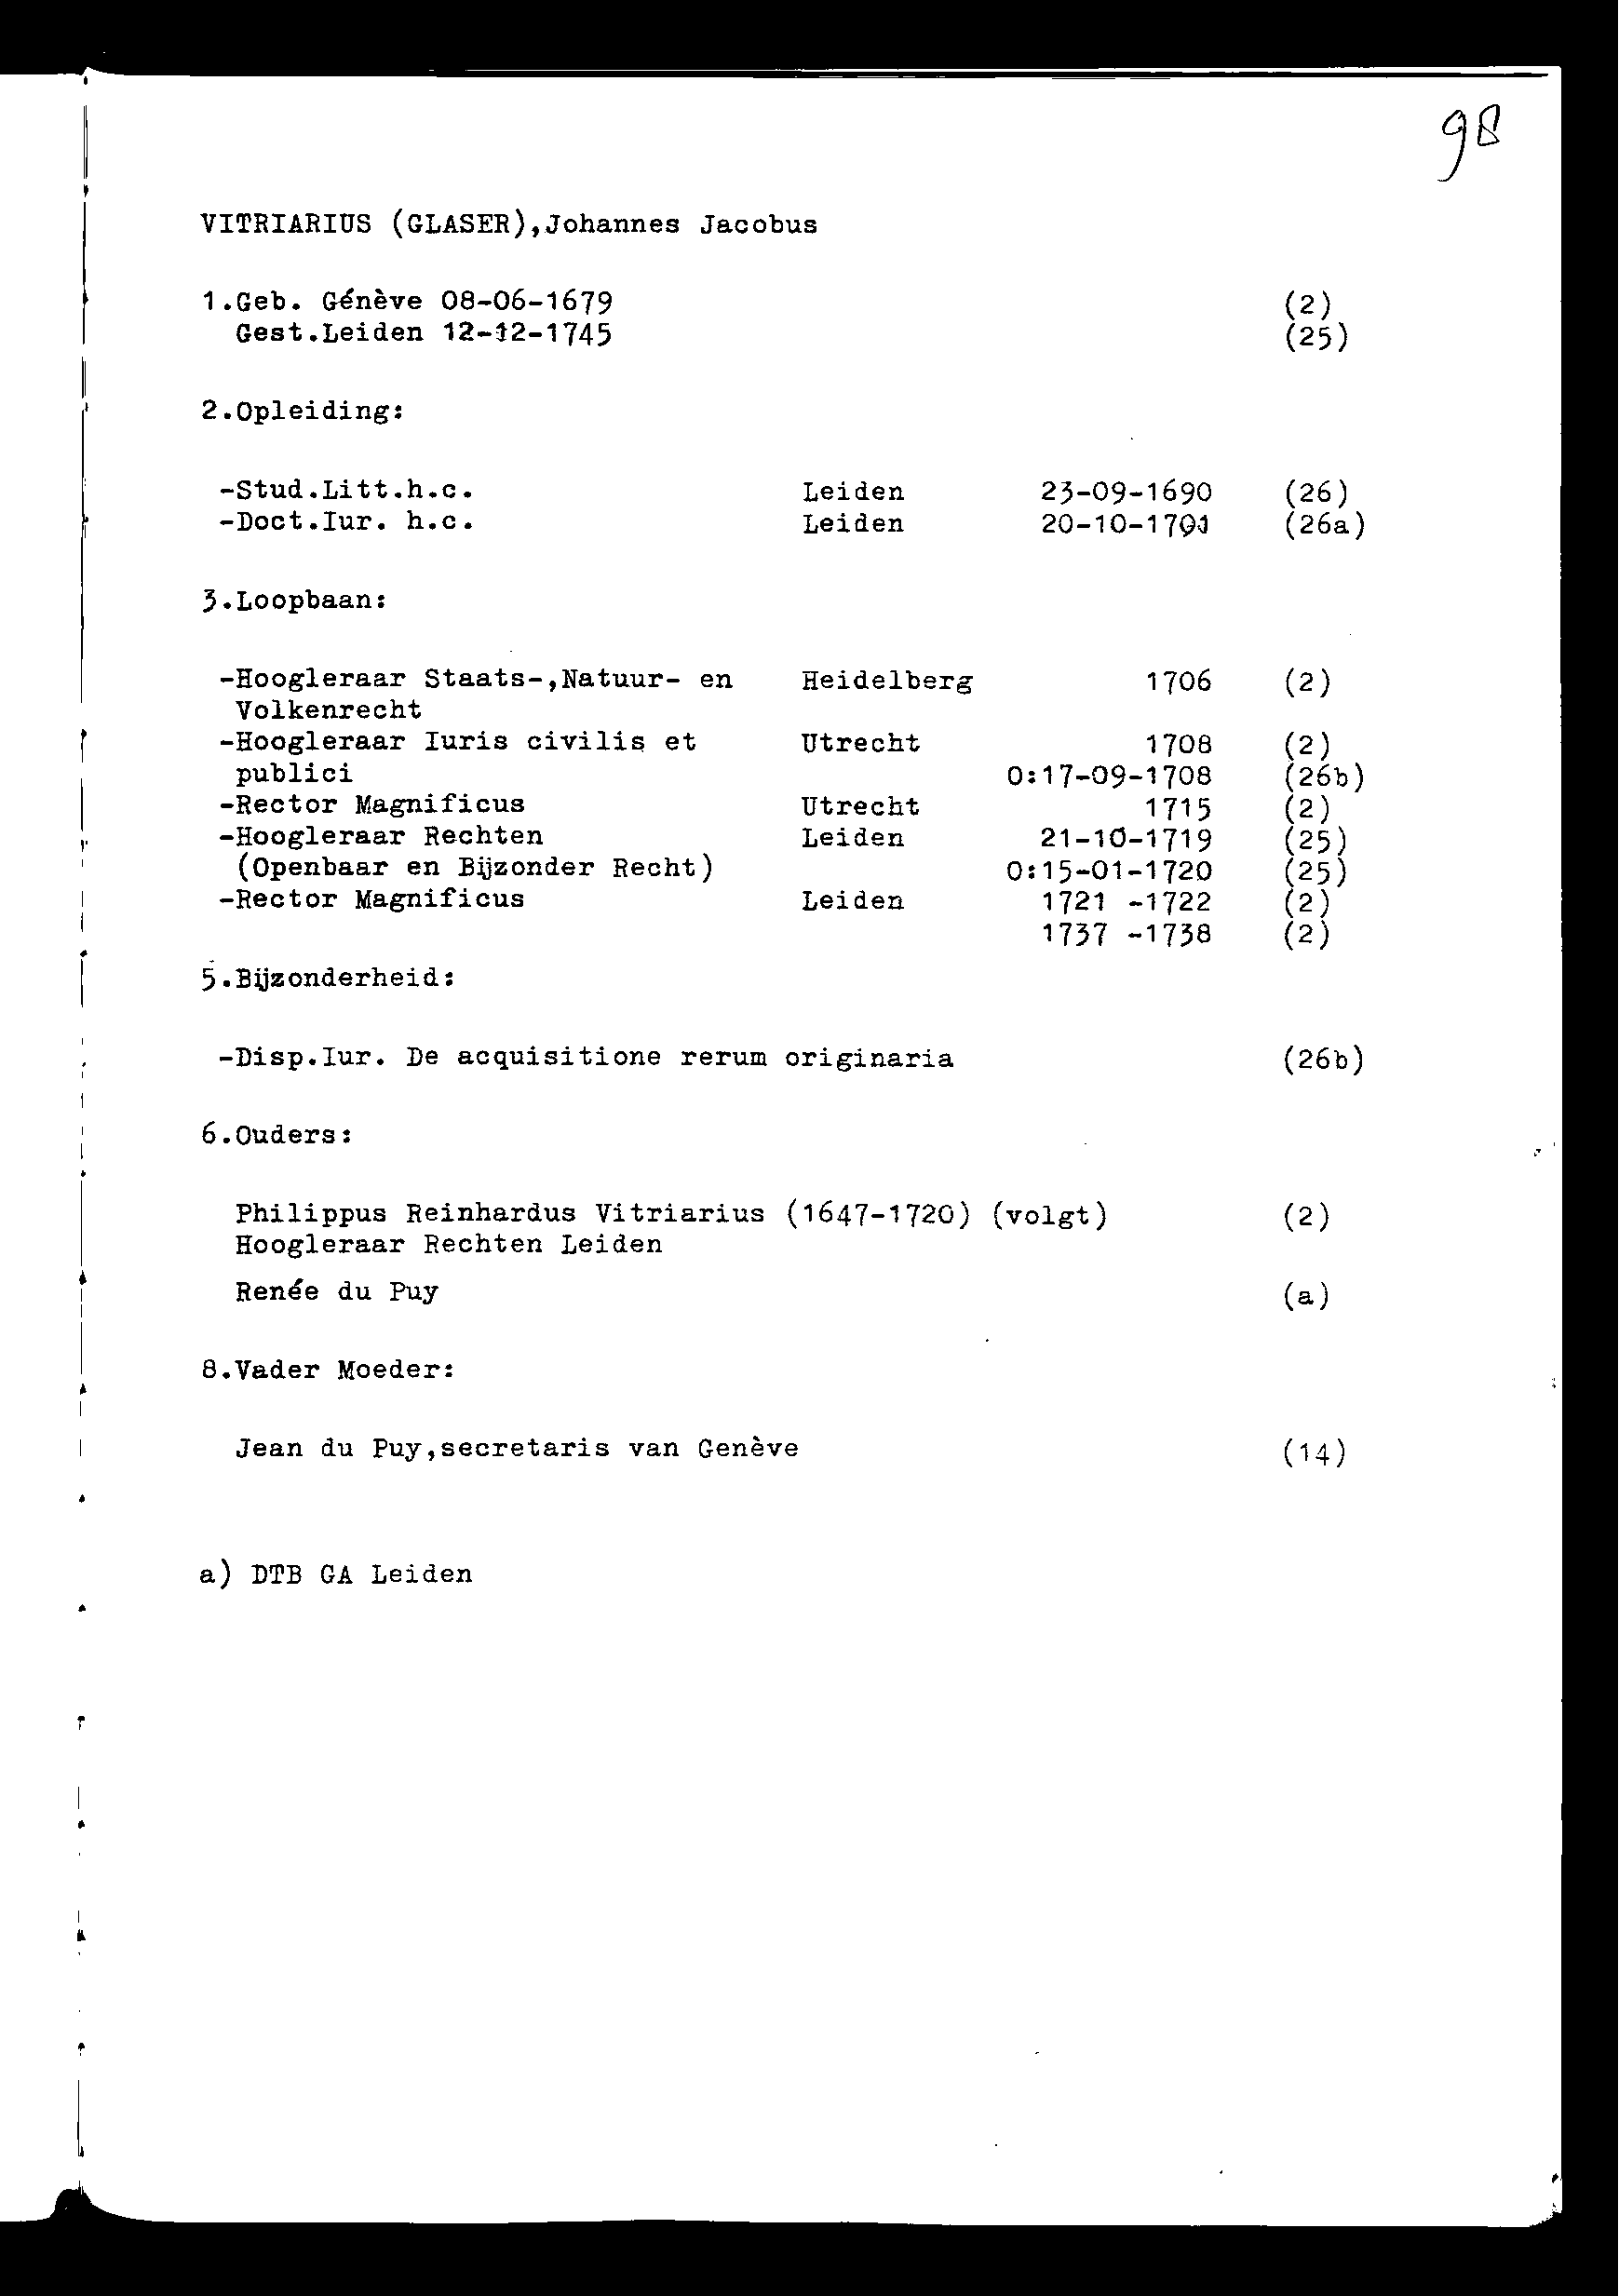 98
VITRIARIUS (GLASER),Johannes Jacobus
1.Geb. Génève 08-06-1679 (2)
Gest.Leiden 12-12-1745 (25)
2.Opleiding:
-Stud.Litt.h.c. Leiden 23-09-1690 (26)
-Doct.Iur. h.c. Leiden 20-10-1701 (26a)
3.Loopbaan:
-Hoogleraar Staats-,Natuur- en Heidelberg 1706 (2)
Volkenrecht
-Hoogleraar Iuris civilis et Utrecht 1708 (2)
publici 0:17-09-1708 (26b)
-Rector Magnificus Utrecht 1715 (2)
-Hoogleraar Rechten Leiden 21-10-1719 (25)
(Openbaar en Bijzonder Recht) 0:15-01-1720 (25)
-Rector Magnificus Leiden 1721 -1722 (2)
1737 -1738 (2)
5.Bijzonderheid:
-Disp.Iur. De acquisitione rerum originaria (26b)
6.Ouders:
Philippus Reinhardus Vitriarius (1647-1720) (volgt) (2)
Hoogleraar Rechten Leiden
Renée du Puy (a)
8.Vader Moeder:
Jean du Puy,secretaris van Genève (14)
a) DTB GA Leiden